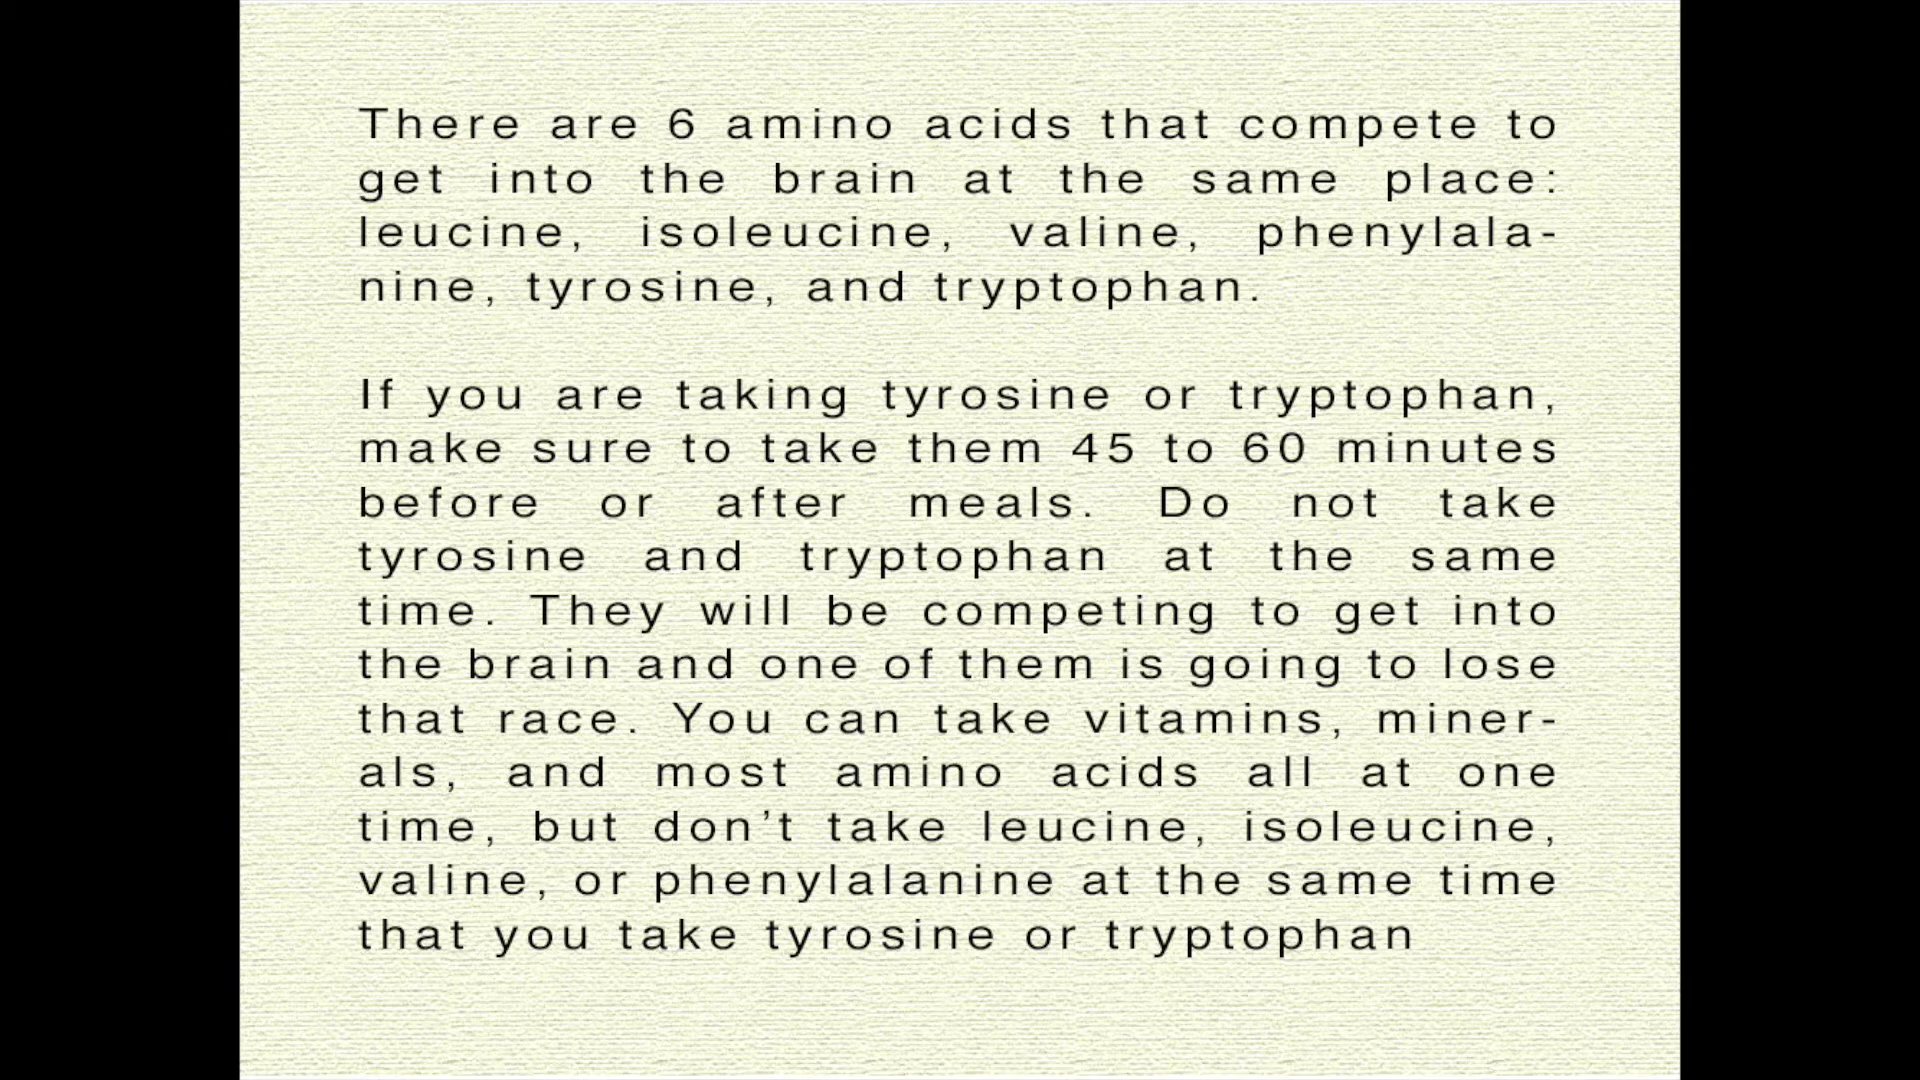 There are 6 amino acids that compete to
get into the brain at the same place:
leucine, isoleucine, valine, phenylala-
nine, tyrosine, and tryptophan.
If you are taking tyrosine or tryptophan,
make sure to take them 45 to 60 minutes
before or after meals. Do not take
tyrosine and tryptophan at the same
time. They will be competing to get into
the brain and one of them is going to lose
that race. You can take vitamins, miner-
als, and most amino acids all at one
time, but don’t take leucine, isoleucine,
valine, or phenylalanine at the same time
that you take tyrosine or tryptophan